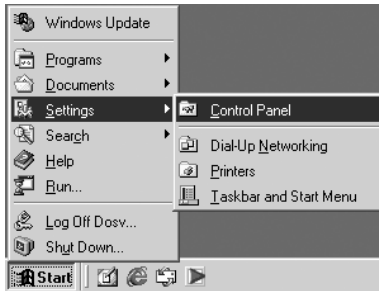 Windows Update
Programs
Documents
Settings
Control Panel
Dial-Up Networking
Search
Printers
Help
Taskbar and Start Menu
Run...
Log Off Dosv...
Shut Down...
Start